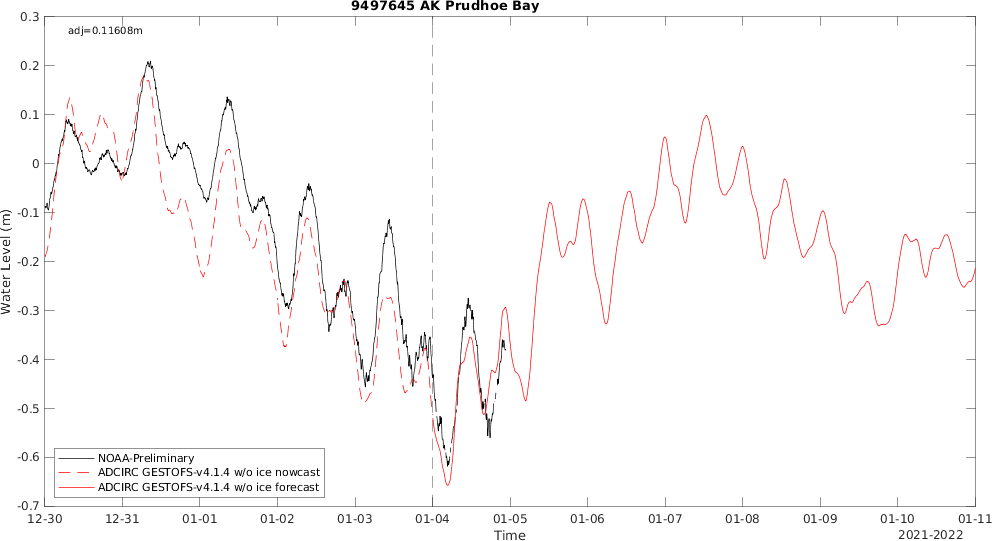 9497645 AK Prudhoe Bay
adj=0.11608m
0.3
0.2
0.1
0
-0.1
-0.2
-0.3
-0.4
-0.5
-0.6
-0.7
Water Level (m)
NOAA-Preliminary
ADCIRC GESTOFS-v4.1.4 w/o ice nowcast
ADCIRC GESTOFS-v4.1.4 w/o ice forecast
12-30 12-31 01-01 01-02 01-03 01-04 01-05 01-06 01-07 01-08 01-09 01-10 01-11
Time
2021-2022